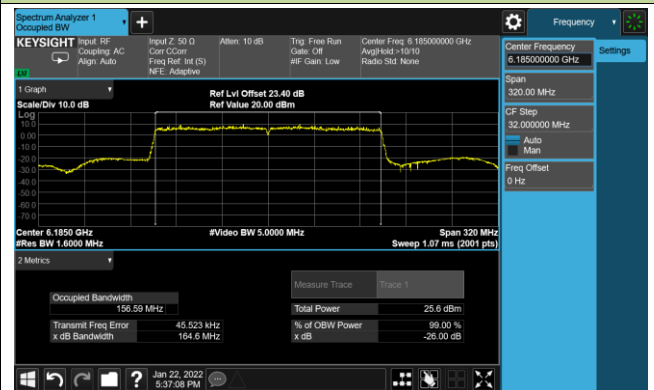 Spectrum Analyzer 1
Occupied BW
+
Frequency
KEYSIGHT
Input: RF
Coupling: AC
Align: Auto
Input Z: 50 Ω
Corr CCorr
Freq Ref: Int (S)
NFE: Adaptive
Atten: 10 dB
Trig: Free Run
Gate: Off
#IF Gain: Low
Center Freq: 6.185000000 GHz
Avg|Hold:>10/10
Radio Std: None
LXI
Center Frequency
6.185000000 GHz
Settings
Span
320.00 MHz
CF Step
32.000000 MHz
Auto
Man
Freq Offset
0 Hz
1 Graph
Scale/Div 10.0 dB
Ref Lvl Offset 23.40 dB
Ref Value 20.00 dBm
Log
10.0
0.00
-10.0
-20.0
-30.0
-40.0
-50.0
-60.0
-70.0
Center 6.1850 GHz
#Video BW 5.0000 MHz
Span 320 MHz
#Res BW 1.6000 MHz
Sweep 1.07 ms (2001 pts)
2 Metrics
Measure Trace
Trace 1
Occupied Bandwidth
156.59 MHz
Total Power
25.6 dBm
Transmit Freq Error
45.523 kHz
% of OBW Power
99.00 %
x dB Bandwidth
164.6 MHz
x dB
-26.00 dB
?
Jan 22, 2022
5:37:08 PM